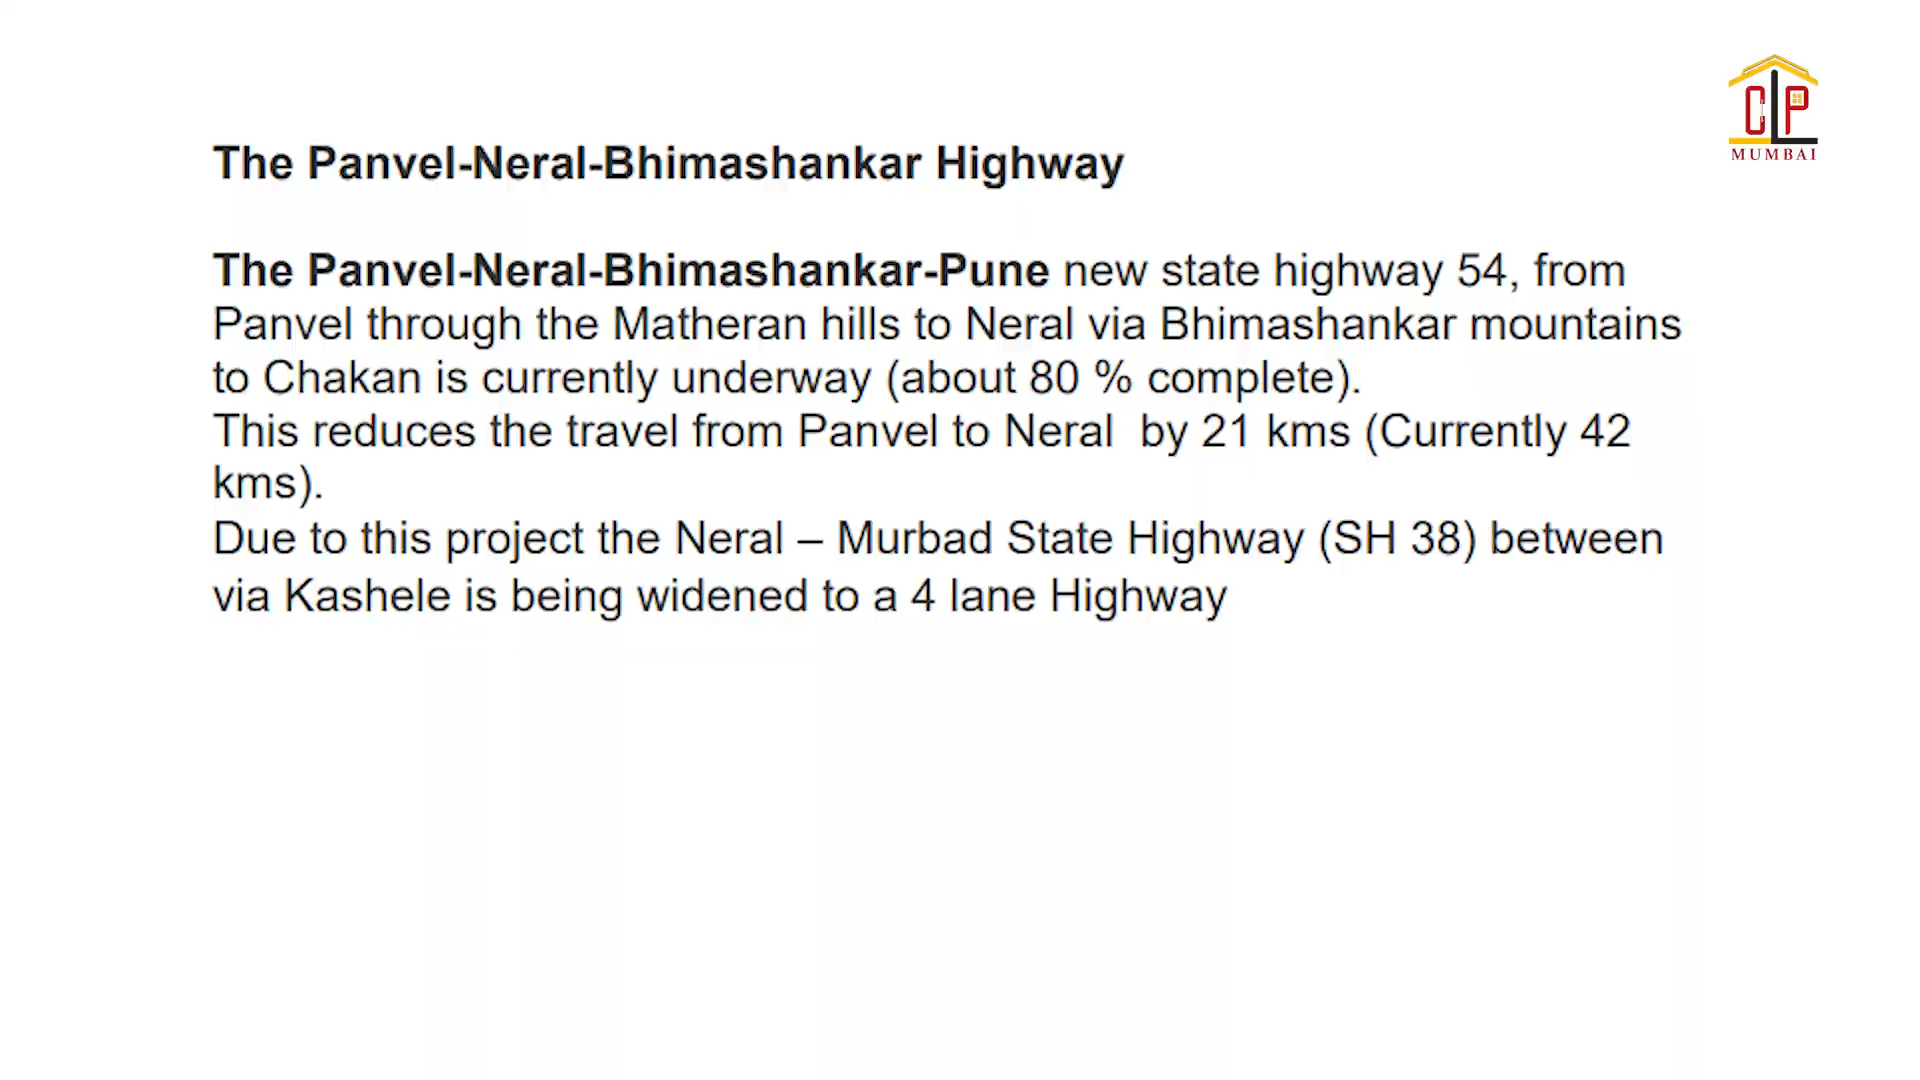 CLP
MUMBAI
The Panvel-Neral-Bhimashankar Highway
The Panvel-Neral-Bhimashankar-Pune new state highway 54, from
Panvel through the Matheran hills to Neral via Bhimashankar mountains
to Chakan is currently underway (about 80 % complete).
This reduces the travel from Panvel to Neral  by 21 kms (Currently 42
kms).
Due to this project the Neral – Murbad State Highway (SH 38) between
via Kashele is being widened to a 4 lane Highway